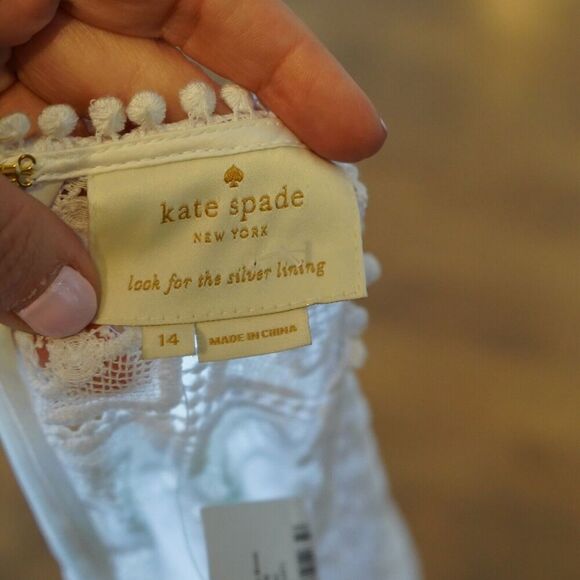 kate spade
NEW YORK
look for the silver lining
14
MADE IN CHINA